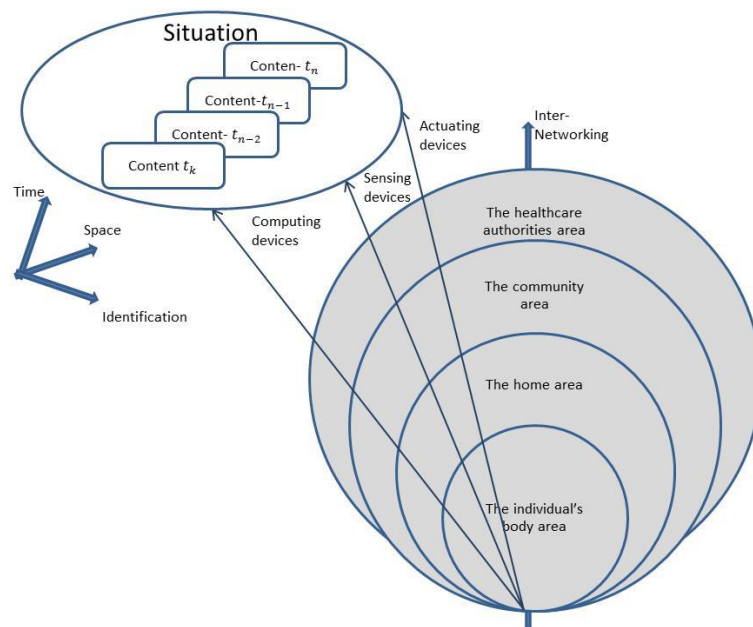 Situation
Conten- tₙ
Content-tₙ₋₁
Content- tₙ₋₂
Content tₖ
Time
Space
Identification
Computing
devices
Sensing
devices
Actuating
devices
Inter-
Networking
The healthcare
authorities area
The community
area
The home area
The individual's
body area